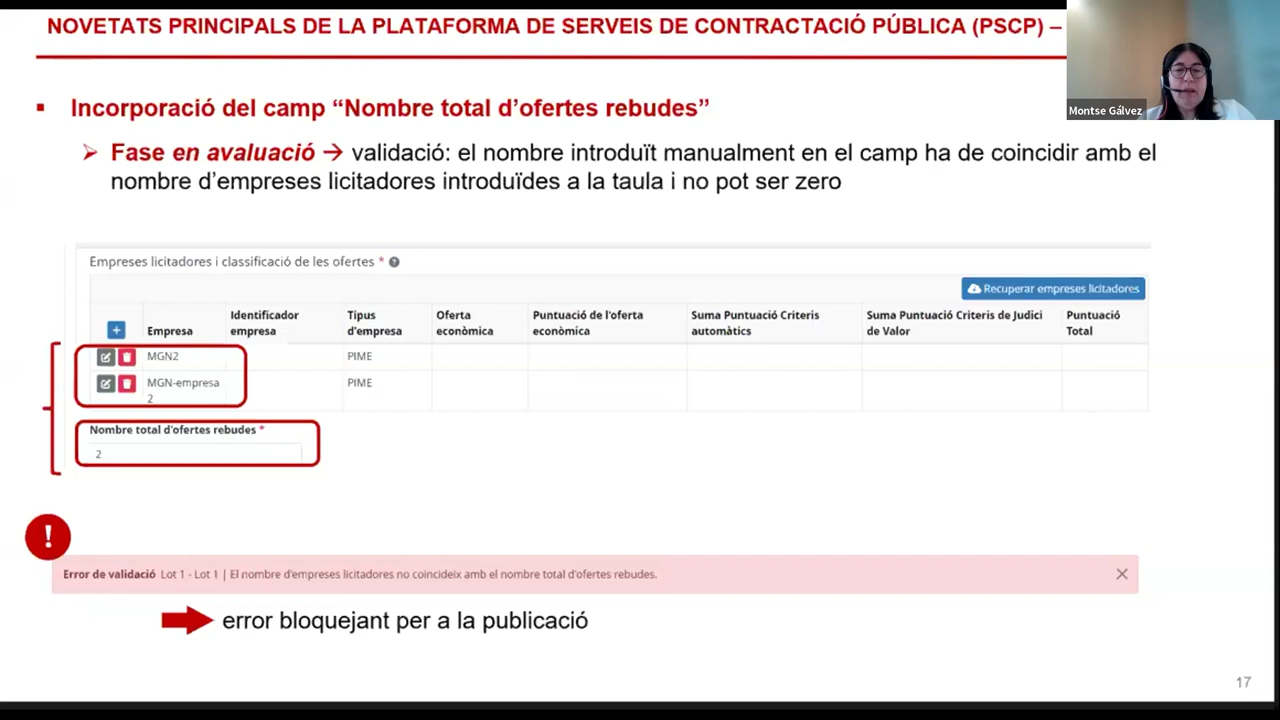 NOVETATS PRINCIPALS DE LA PLATAFORMA DE SERVEIS DE CONTRACTACIÓ PÚBLICA (PSCP) –
Montse Gálvez
Incorporació del camp “Nombre total d’ofertes rebudes”
Fase en avaluació → validació: el nombre introduït manualment en el camp ha de coincidir amb el
nombre d’empreses licitadores introduïdes a la taula i no pot ser zero
Empreses licitadores i classificació de les ofertes * ?
Recuperar empreses licitadores
+ Empresa Identificador empresa Tipus d'empresa Oferta econòmica Puntuació de l'oferta econòmica Suma Puntuació Criteris automàtics Suma Puntuació Criteris de Judici de Valor Puntuació Total
MGN2 PIME
MGN-empresa 2 PIME
Nombre total d'ofertes rebudes *
2
!
Error de validació Lot 1 - Lot 1 | El nombre d'empreses licitadores no coincideix amb el nombre total d'ofertes rebudes. ×
error bloquejant per a la publicació
17